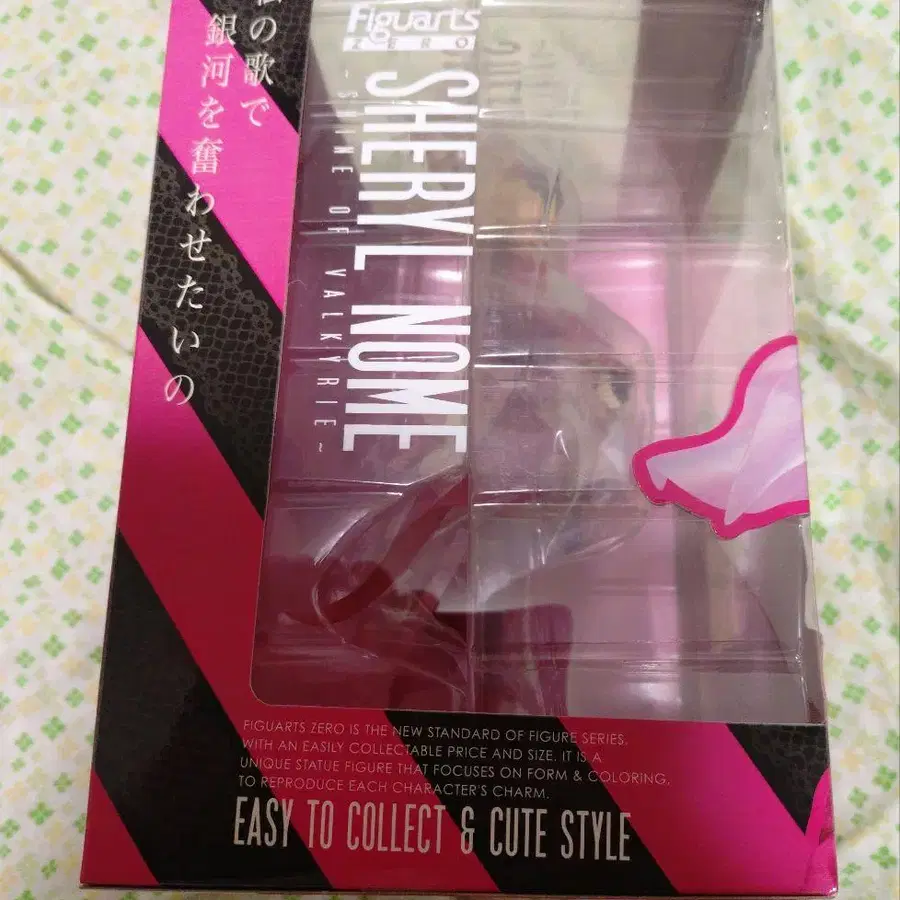 の歌で
銀河を奮わせたいの
Figuarts
ZERO
SHERYL NOME
~SHINE OF VALKYRIE~
FIGUARTS ZERO IS THE NEW STANDARD OF FIGURE SERIES,
WITH AN EASILY COLLECTABLE PRICE AND SIZE. IT IS A
UNIQUE STATUE FIGURE THAT FOCUSES ON FORM & COLORING,
TO REPRODUCE EACH CHARACTER'S CHARM.
EASY TO COLLECT & CUTE STYLE